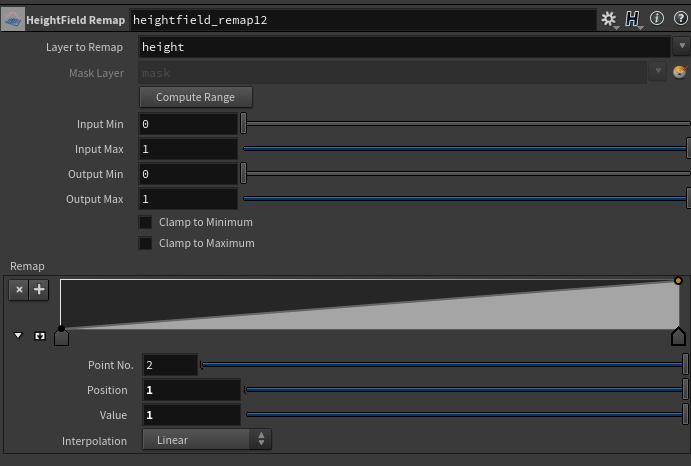 HeightField Remap heightfield_remap12
Layer to Remap height
Mask Layer mask
Compute Range
Input Min 0
Input Max 1
Output Min 0
Output Max 1
Clamp to Minimum
Clamp to Maximum
Remap
Point No. 2
Position 1
Value 1
Interpolation Linear